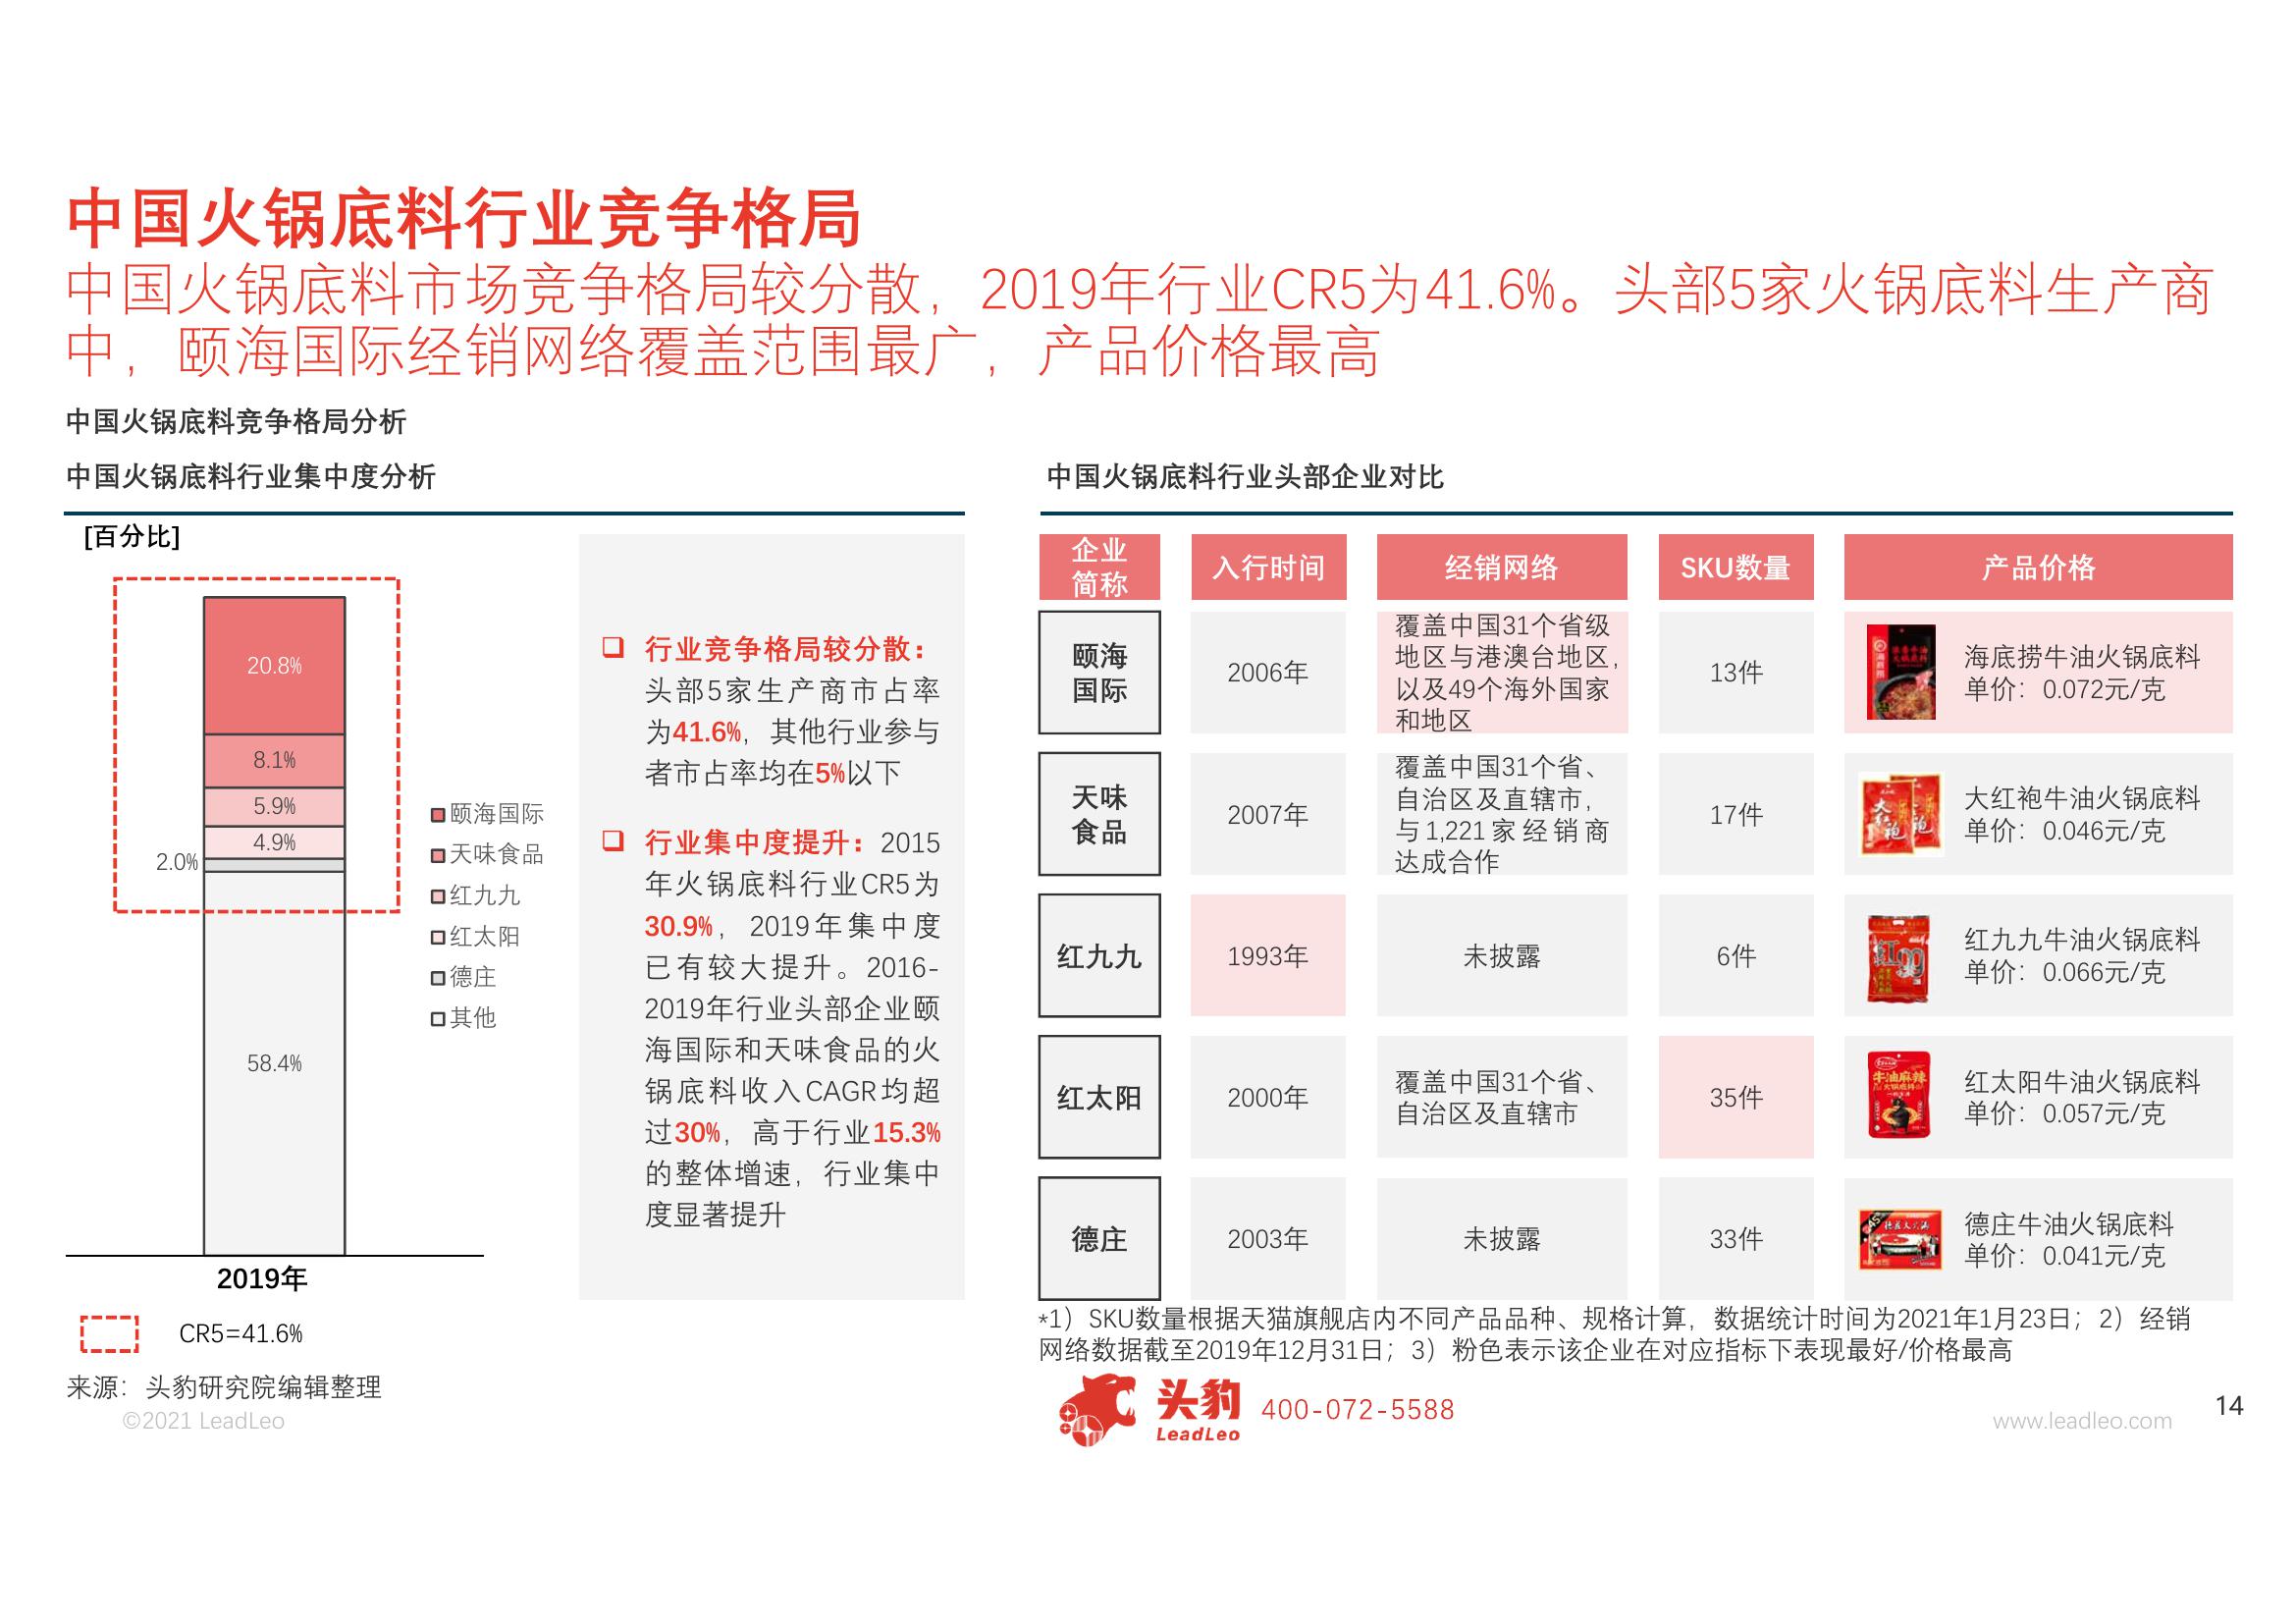 中国火锅底料行业竞争格局
中国火锅底料市场竞争格局较分散，2019年行业CR5为41.6%。头部5家火锅底料生产商
中，颐海国际经销网络覆盖范围最广，产品价格最高
中国火锅底料竞争格局分析
中国火锅底料行业集中度分析
[百分比]
20.8%
8.1%
5.9%
4.9%
2.0%
58.4%
颐海国际
天味食品
红九九
红太阳
德庄
其他
2019年
CR5=41.6%
❑ 行业竞争格局较分散：
头部5家生产商市占率
为41.6%，其他行业参与
者市占率均在5%以下
❑ 行业集中度提升：2015
年火锅底料行业CR5为
30.9%，2019年集中度
已有较大提升。2016-
2019年行业头部企业颐
海国际和天味食品的火
锅底料收入CAGR均超
过30%，高于行业15.3%
的整体增速，行业集中
度显著提升
中国火锅底料行业头部企业对比
企业
简称
入行时间
经销网络
SKU数量
产品价格
颐海
国际
2006年
覆盖中国31个省级
地区与港澳台地区，
以及49个海外国家
和地区
13件
海底捞牛油火锅底料
单价：0.072元/克
天味
食品
2007年
覆盖中国31个省、
自治区及直辖市，
与1,221家经销商
达成合作
17件
大红袍
大红袍牛油火锅底料
单价：0.046元/克
红九九
1993年
未披露
6件
红九九牛油火锅底料
单价：0.066元/克
红太阳
2000年
覆盖中国31个省、
自治区及直辖市
35件
牛油麻辣
火锅底料
红太阳牛油火锅底料
单价：0.057元/克
德庄
2003年
未披露
33件
德庄牛油火锅底料
单价：0.041元/克
*1）SKU数量根据天猫旗舰店内不同产品品种、规格计算，数据统计时间为2021年1月23日；2）经销
网络数据截至2019年12月31日；3）粉色表示该企业在对应指标下表现最好/价格最高
来源：头豹研究院编辑整理
©2021 LeadLeo
头豹
LeadLeo
400-072-5588
www.leadleo.com
14